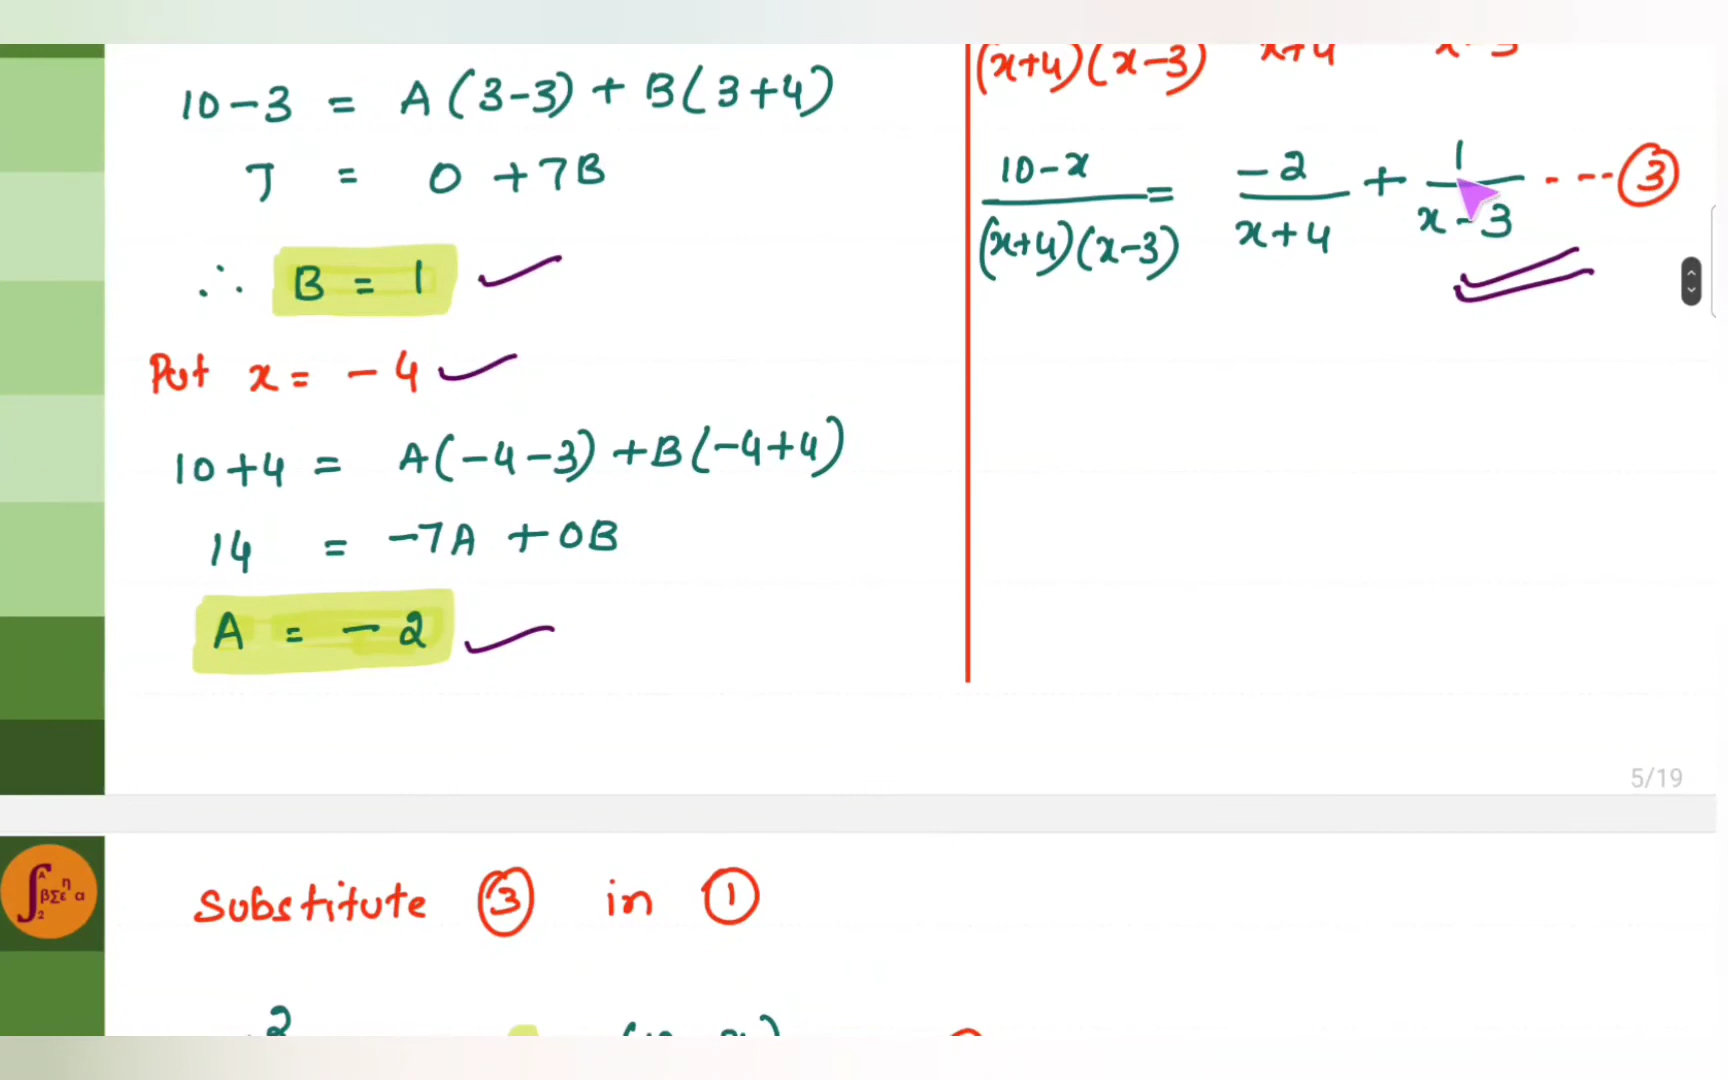 10-3 = A(3-3) + B(3+4)
7 = 0 + 7B
∴ B = 1
Put x = -4
10+4 = A(-4-3) + B(-4+4)
14 = -7A + 0B
A = -2
(x+4)(x-3) x+4 x-3
10-x / (x+4)(x-3) = -2 / x+4 + 1 / x-3 --- ③
5/19
Substitute ③ in ①